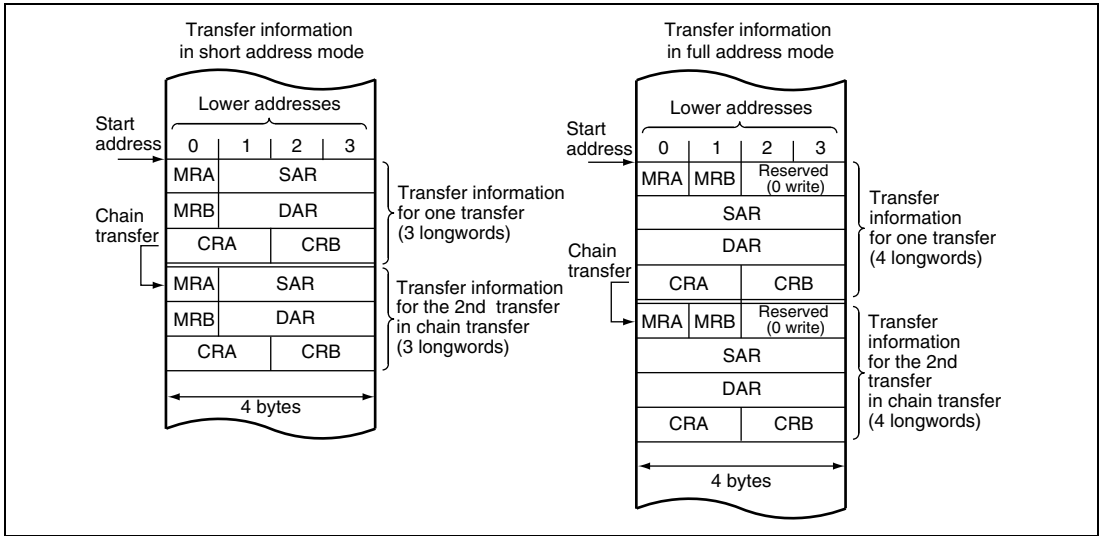 Transfer information
in short address mode
Lower addresses
Start
address
0 1 2 3
MRA SAR
MRB DAR
CRA CRB
Transfer information
for one transfer
(3 longwords)
Chain
transfer
MRA SAR
MRB DAR
CRA CRB
Transfer information
for the 2nd transfer
in chain transfer
(3 longwords)
4 bytes
Transfer information
in full address mode
Lower addresses
Start
address
0 1 2 3
MRA MRB Reserved
(0 write)
SAR
DAR
CRA CRB
Transfer
information
for one transfer
(4 longwords)
Chain
transfer
MRA MRB Reserved
(0 write)
SAR
DAR
CRA CRB
Transfer
information
for the 2nd
transfer
in chain transfer
(4 longwords)
4 bytes